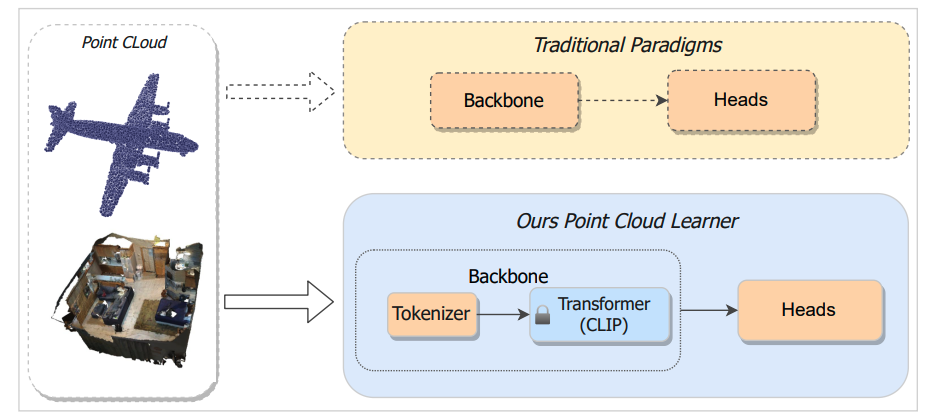 Point CLoud
Traditional Paradigms
Backbone
Heads
Ours Point Cloud Learner
Backbone
Tokenizer
Transformer
(CLIP)
Heads